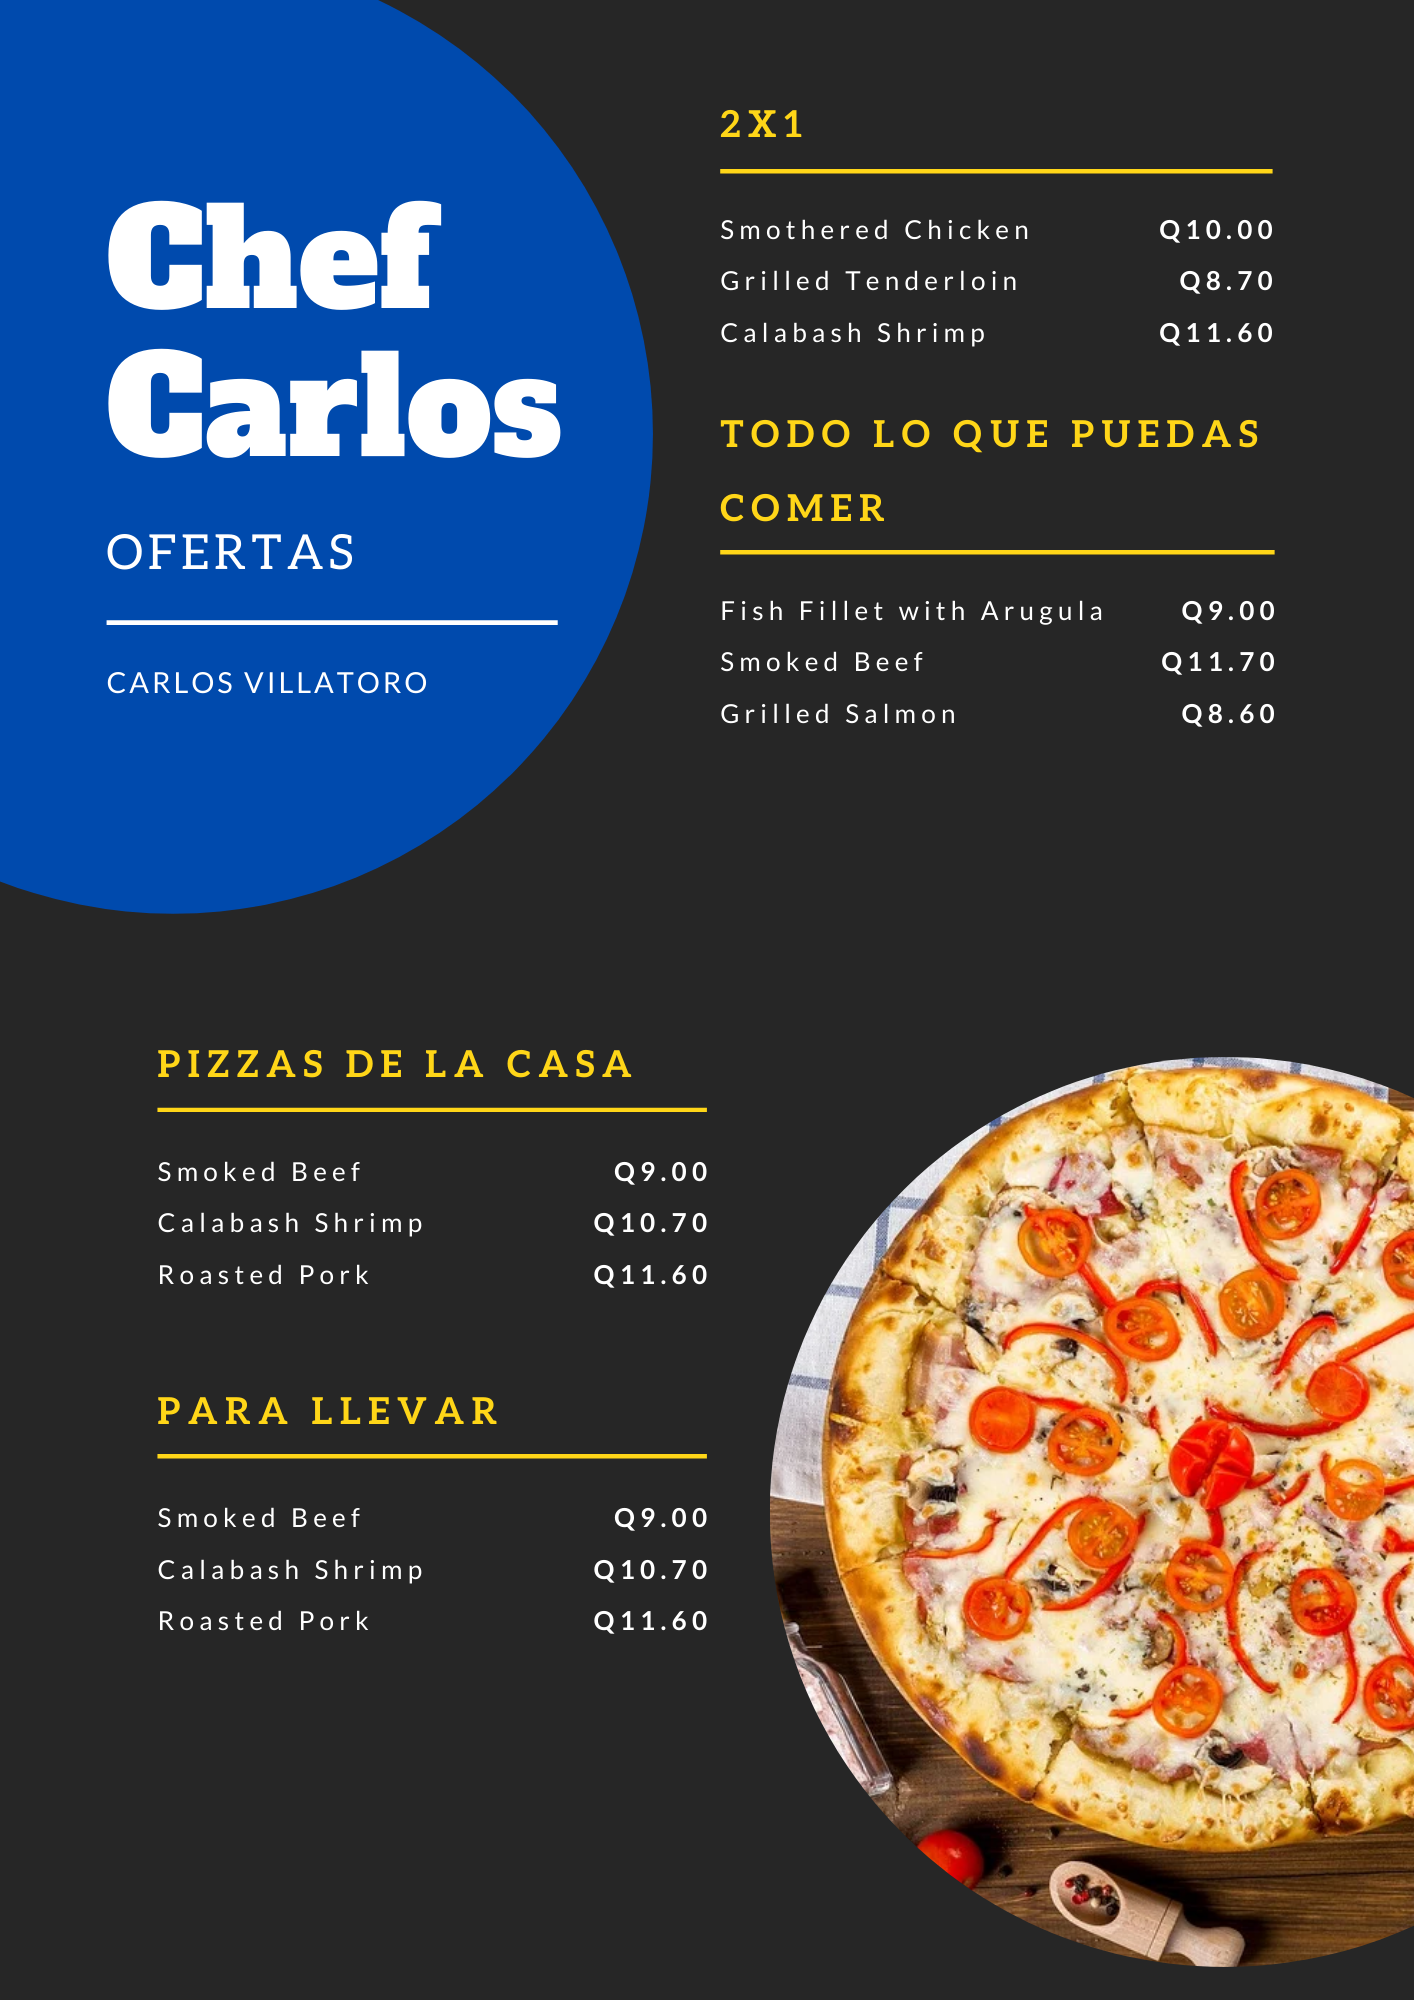 Chef
Carlos
OFERTAS
CARLOS VILLATORO
2X1
Smothered Chicken Q10.00
Grilled Tenderloin Q8.70
Calabash Shrimp Q11.60
TODO LO QUE PUEDAS
COMER
Fish Fillet with Arugula Q9.00
Smoked Beef Q11.70
Grilled Salmon Q8.60
PIZZAS DE LA CASA
Smoked Beef Q9.00
Calabash Shrimp Q10.70
Roasted Pork Q11.60
PARA LLEVAR
Smoked Beef Q9.00
Calabash Shrimp Q10.70
Roasted Pork Q11.60